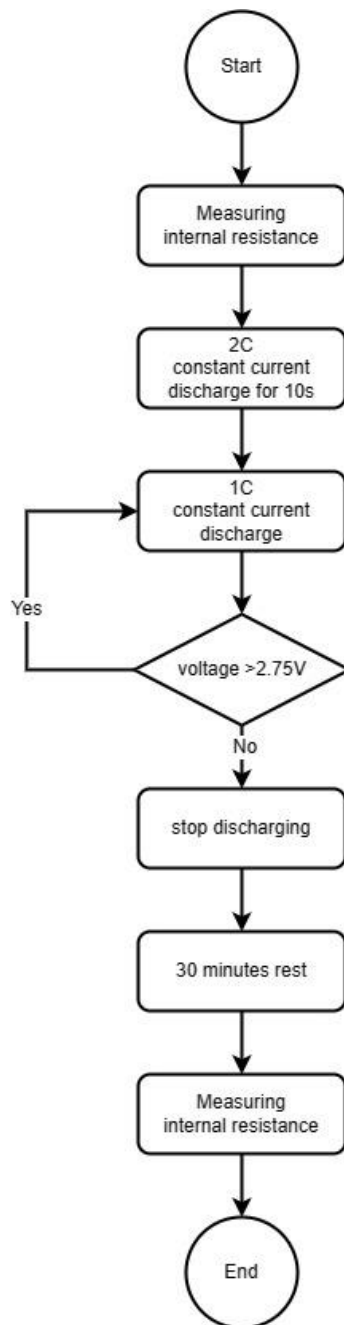 Start
Measuring
internal resistance
2C
constant current
discharge for 10s
1C
constant current
discharge
Yes
voltage >2.75V
No
stop discharging
30 minutes rest
Measuring
internal resistance
End